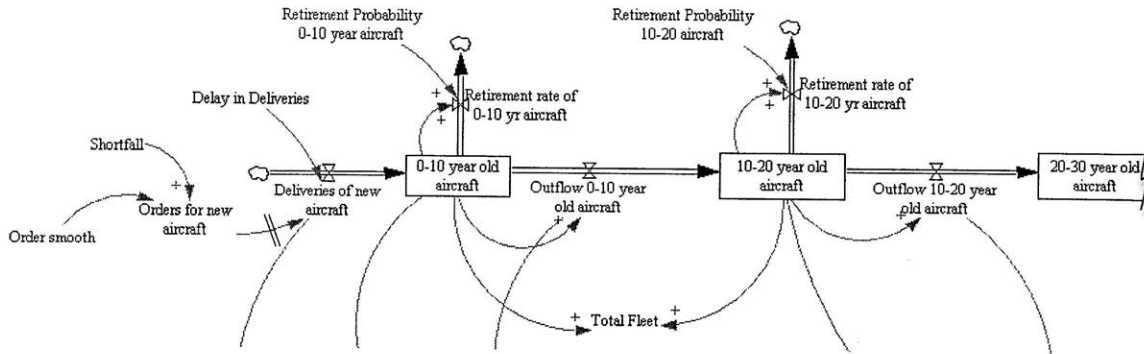 Retirement Probability
0-10 year aircraft
Retirement Probability
10-20 aircraft
Delay in Deliveries
+
+
Retirement rate of
0-10 yr aircraft
+
+
Retirement rate of
10-20 yr aircraft
Shortfall
+
Orders for new
aircraft
Order smooth
Deliveries of new
aircraft
0-10 year old
aircraft
Outflow 0-10 year
old aircraft
+
10-20 year old
aircraft
Outflow 10-20 year
old aircraft
+
20-30 year old
aircraft
+
Total Fleet
+